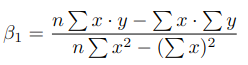 β₁ = (n ∑ x · y − ∑ x · ∑ y) / (n ∑ x² − (∑ x)²)